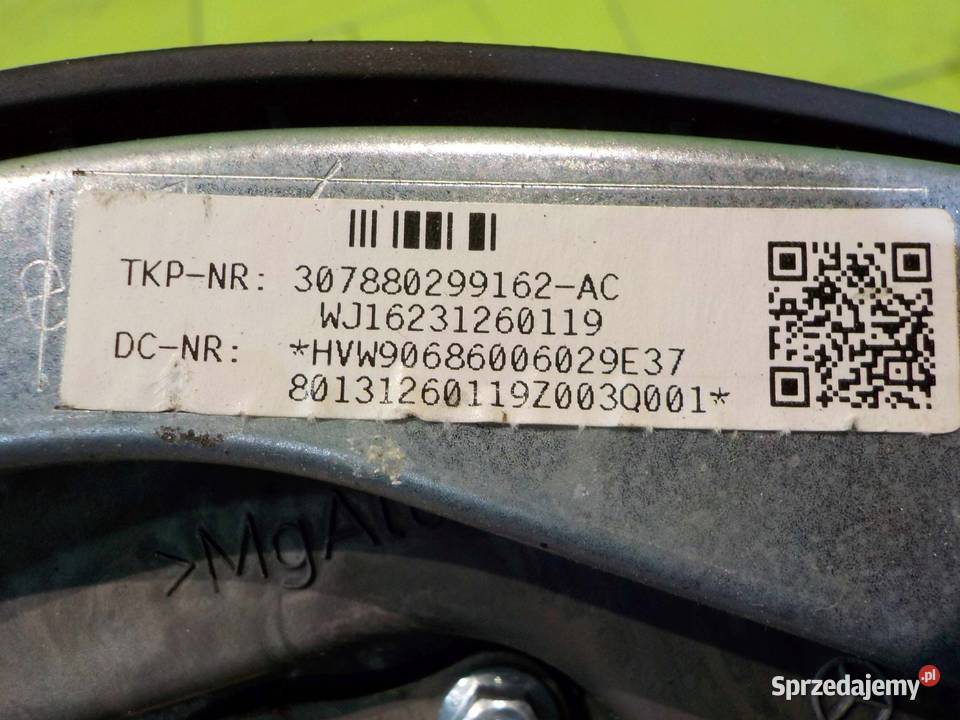 TKP-NR: 307880299162-AC
WJ16231260119
DC-NR: *HVW90686006029E37
80131260119Z003Q001*
Sprzedajemy.pl